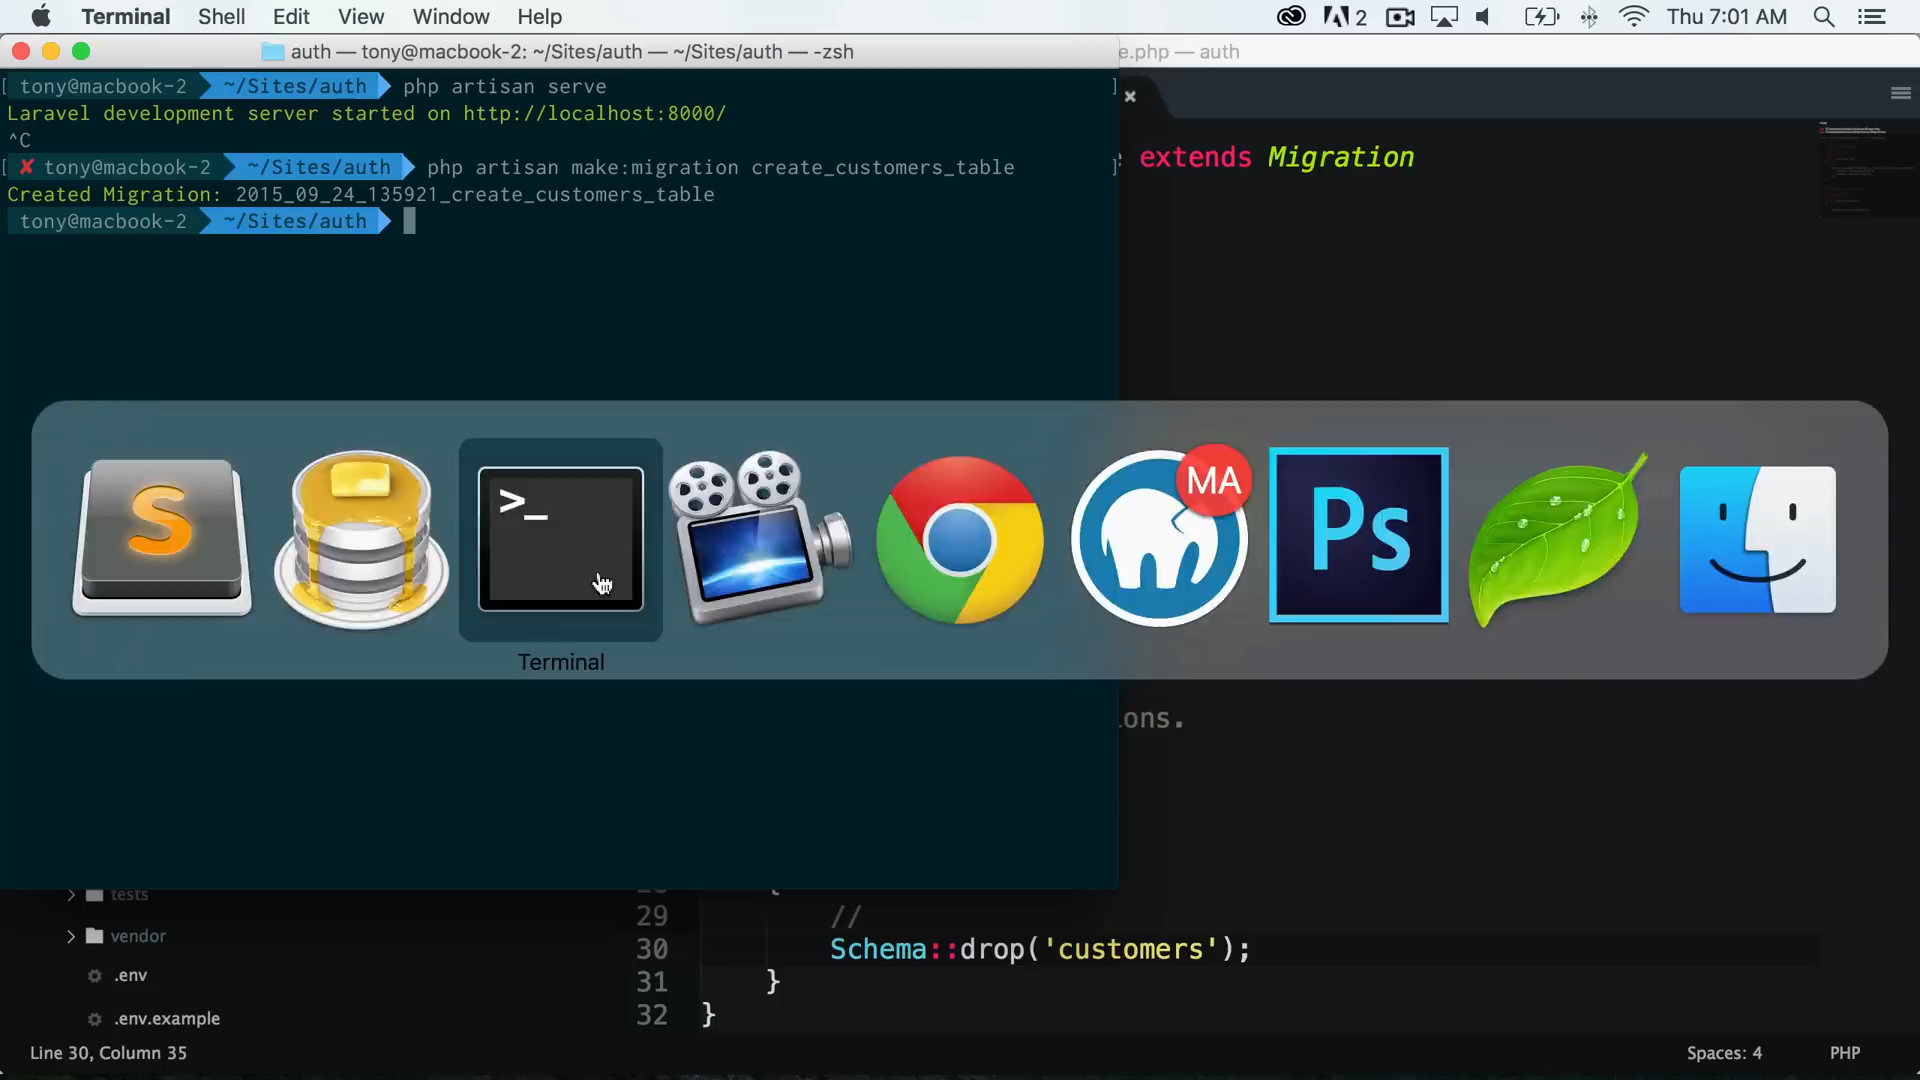 Terminal Shell Edit View Window Help 2 Thu 7:01 AM
auth — tony@macbook-2: ~/Sites/auth — ~/Sites/auth — -zsh
e.php — auth
tony@macbook-2 ~/Sites/auth php artisan serve
Laravel development server started on http://localhost:8000/
^C
✘ tony@macbook-2 ~/Sites/auth php artisan make:migration create_customers_table
extends Migration
Created Migration: 2015_09_24_135921_create_customers_table
tony@macbook-2 ~/Sites/auth
S
>_
MA
Ps
Terminal
ions.
tests
{
29 //
vendor
30 Schema::drop('customers');
.env
31 }
.env.example
32 }
Line 30, Column 35
Spaces: 4
PHP